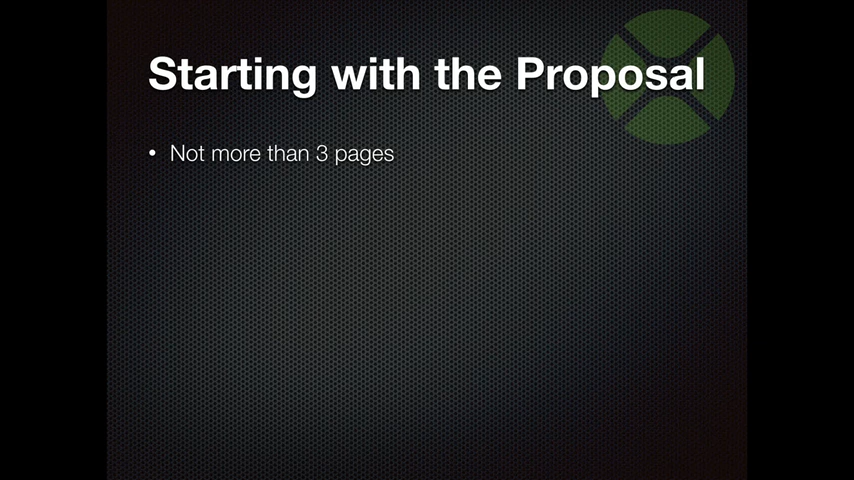 Starting with the Proposal
• Not more than 3 pages